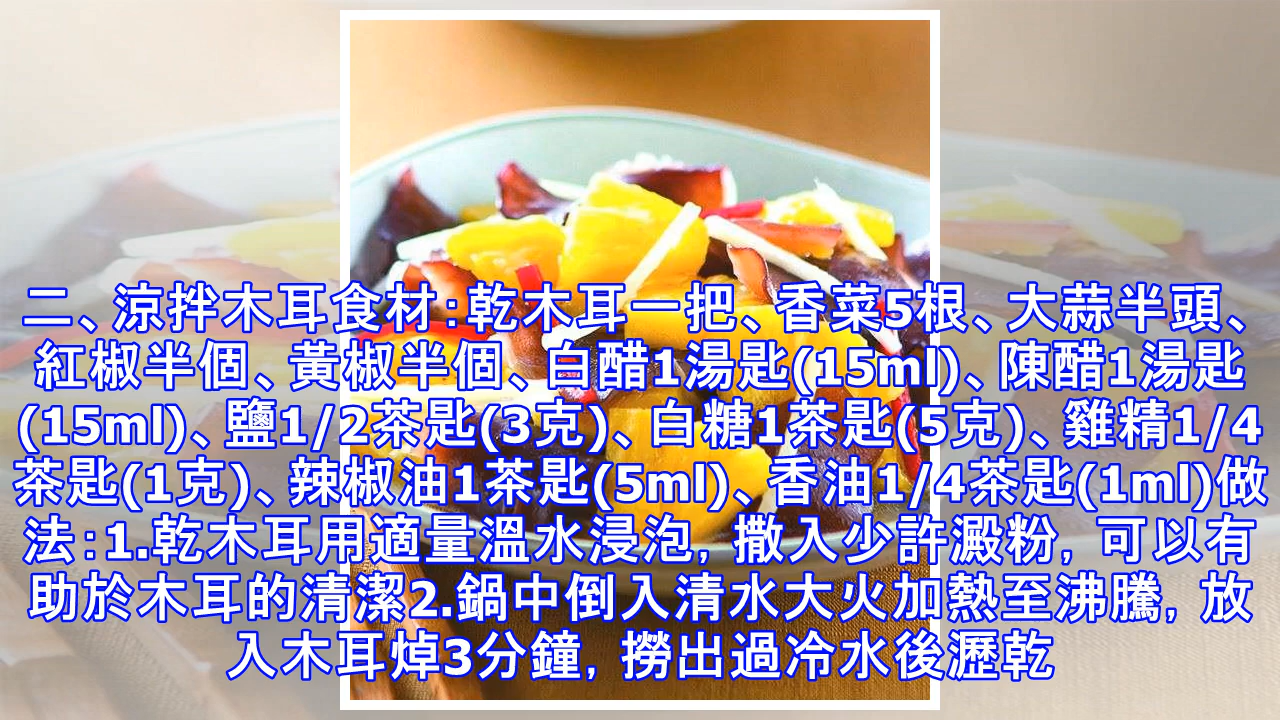 二、涼拌木耳食材：乾木耳一把、香菜5根、大蒜半頭、
紅椒半個、黃椒半個、白醋1湯匙(15ml)、陳醋1湯匙
(15ml)、鹽1/2茶匙(3克)、白糖1茶匙(5克)、雞精1/4
茶匙(1克)、辣椒油1茶匙(5ml)、香油1/4茶匙(1ml)做
法：1.乾木耳用適量溫水浸泡，撒入少許澱粉，可以有
助於木耳的清潔2.鍋中倒入清水大火加熱至沸騰，放
入木耳焯3分鐘，撈出過冷水後瀝乾